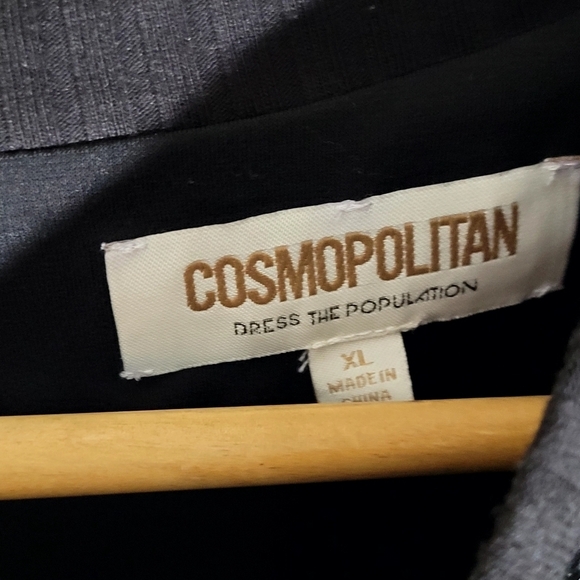 COSMOPOLITAN
DRESS THE POPULATION
XL
MADE IN
CHINA